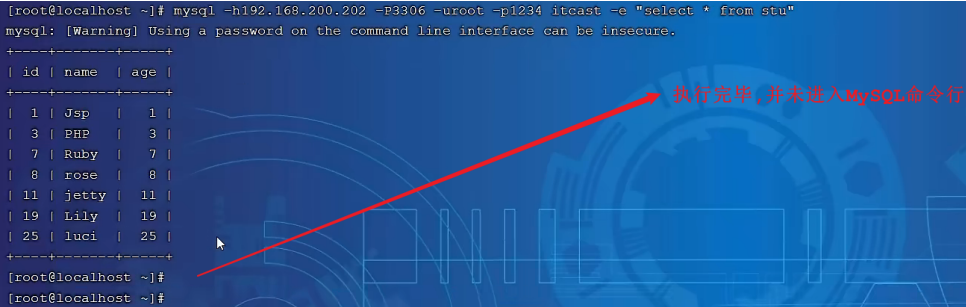 [root@localhost ~]# mysql -h192.168.200.202 -P3306 -uroot -p1234 itcast -e "select * from stu"
mysql: [Warning] Using a password on the command line interface can be insecure.
+----+-------+-----+
| id | name  | age |
+----+-------+-----+
|  1 | Jsp   |   1 |
执行完毕,并未进入MySQL命令行
|  3 | PHP   |   3 |
|  7 | Ruby  |   7 |
|  8 | rose  |   8 |
| 11 | jetty |  11 |
| 19 | Lily  |  19 |
| 25 | luci  |  25 |
+----+-------+-----+
[root@localhost ~]#
[root@localhost ~]#